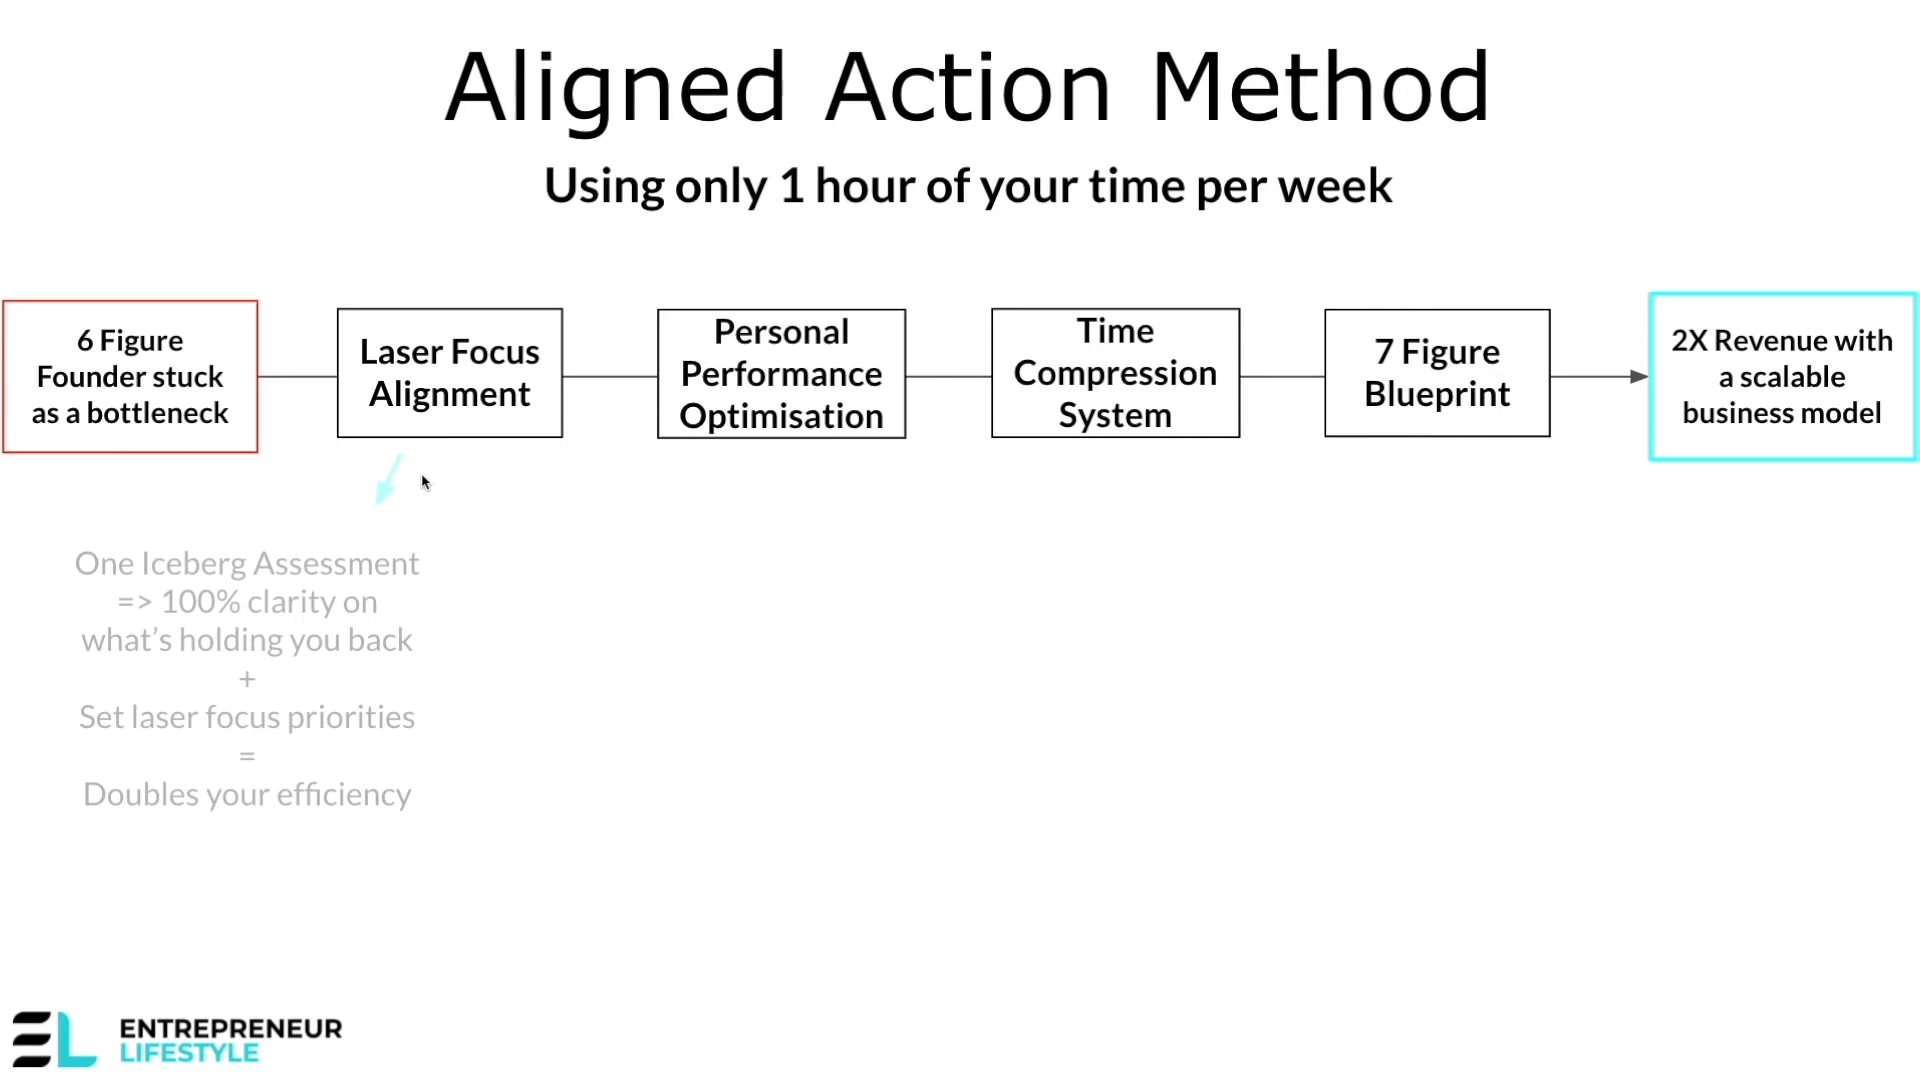 Aligned Action Method
Using only 1 hour of your time per week
6 Figure
Founder stuck
as a bottleneck
Laser Focus
Alignment
Personal
Performance
Optimisation
Time
Compression
System
7 Figure
Blueprint
2X Revenue with
a scalable
business model
One Iceberg Assessment
=> 100% clarity on
what’s holding you back
+
Set laser focus priorities
=
Doubles your efficiency
EL
ENTREPRENEUR
LIFESTYLE